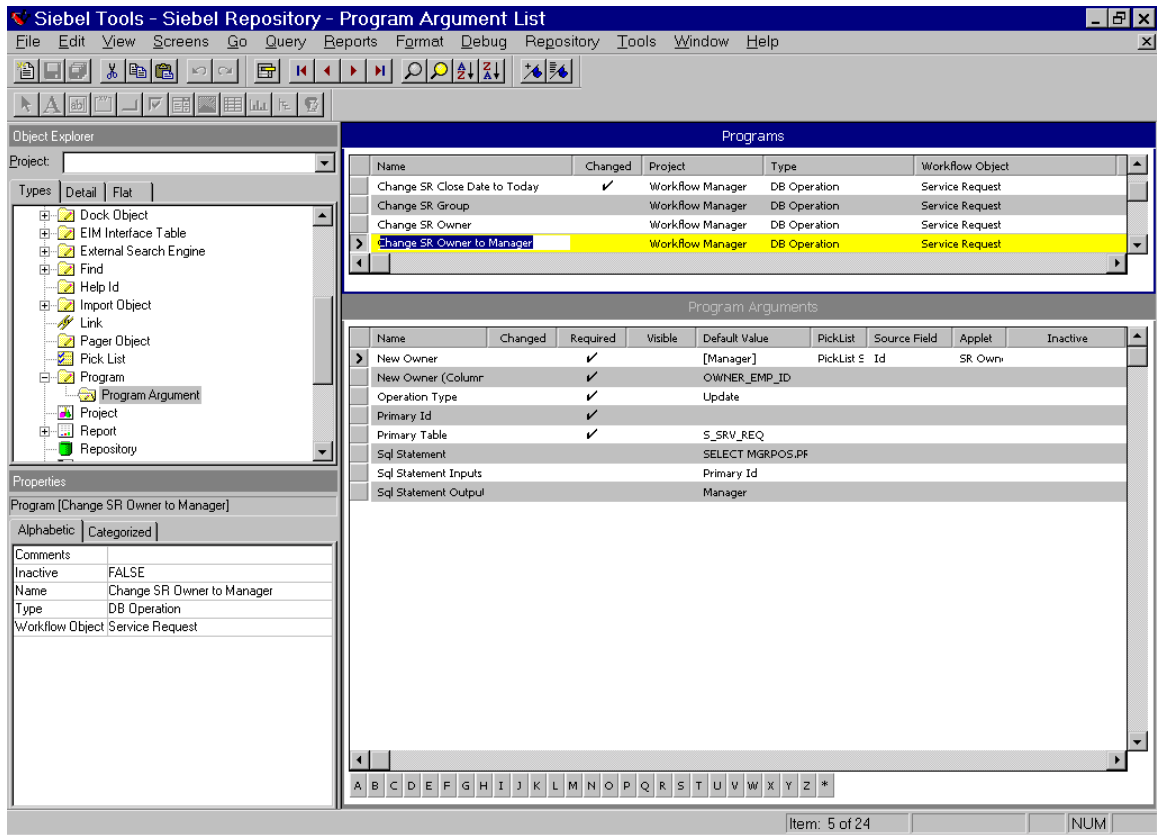 Siebel Tools - Siebel Repository - Program Argument List
File Edit View Screens Go Query Reports Format Debug Repository Tools Window Help
Object Explorer
Project:
Types Detail Flat
Dock Object
EIM Interface Table
External Search Engine
Find
Help Id
Import Object
Link
Pager Object
Pick List
Program
Program Argument
Project
Report
Repository
Properties
Program [Change SR Owner to Manager]
Alphabetic Categorized
Comments
Inactive FALSE
Name Change SR Owner to Manager
Type DB Operation
Workflow Object Service Request
Programs
Name Changed Project Type Workflow Object
Change SR Close Date to Today ✔ Workflow Manager DB Operation Service Request
Change SR Group Workflow Manager DB Operation Service Request
Change SR Owner Workflow Manager DB Operation Service Request
Change SR Owner to Manager Workflow Manager DB Operation Service Request
Program Arguments
Name Changed Required Visible Default Value PickList Source Field Applet Inactive
New Owner ✔ [Manager] PickList S Id SR Own
New Owner (Column ✔ OWNER_EMP_ID
Operation Type ✔ Update
Primary Id ✔
Primary Table ✔ S_SRV_REQ
Sql Statement SELECT MGRPOS.PR
Sql Statement Inputs Primary Id
Sql Statement Output Manager
A B C D E F G H I J K L M N O P Q R S T U V W X Y Z *
Item: 5 of 24 NUM